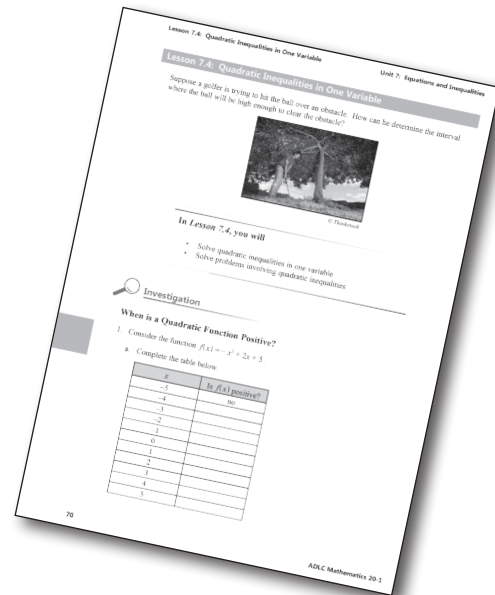 Lesson 7.4: Quadratic Inequalities in One Variable
Unit 7: Equations and Inequalities
Lesson 7.4: Quadratic Inequalities in One Variable
Suppose a golfer is trying to hit the ball over an obstacle. How can he determine the interval
where the ball will be high enough to clear the obstacle?
© Thinkstock
In Lesson 7.4, you will
• Solve quadratic inequalities in one variable
• Solve problems involving quadratic inequalities
Investigation
When is a Quadratic Function Positive?
1. Consider the function f(x) = −x² + 2x + 5.
a. Complete the table below.
x Is f(x) positive?
−5 no
−4
−3
−2
1
0
1
2
3
4
5
70
ADLC Mathematics 20-1